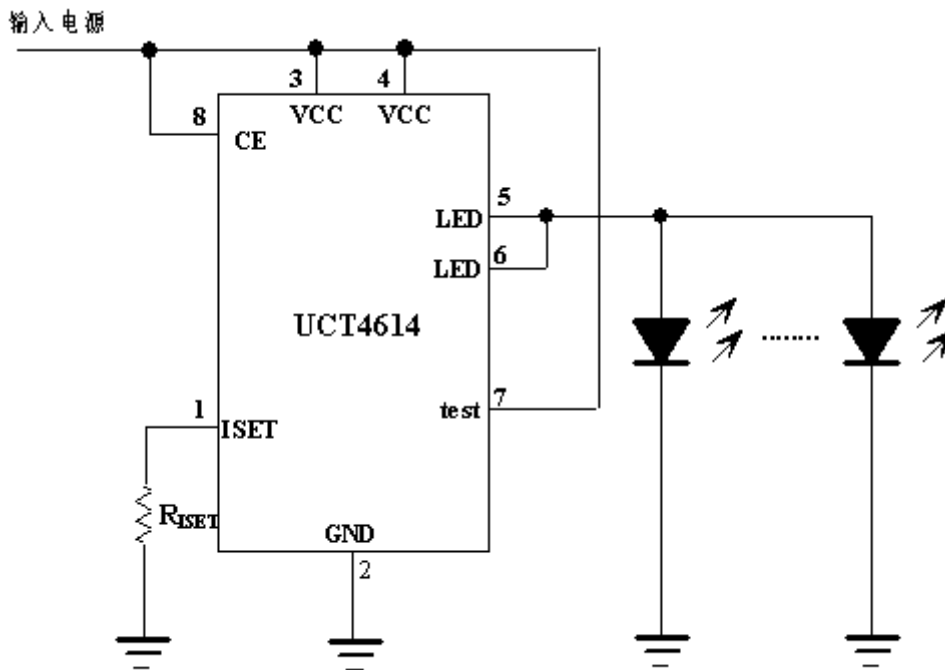 输入电源
3 4
8 VCC VCC
CE
5
LED
6
LED
UCT4614
1 test 7
ISET
RISET
GND
2